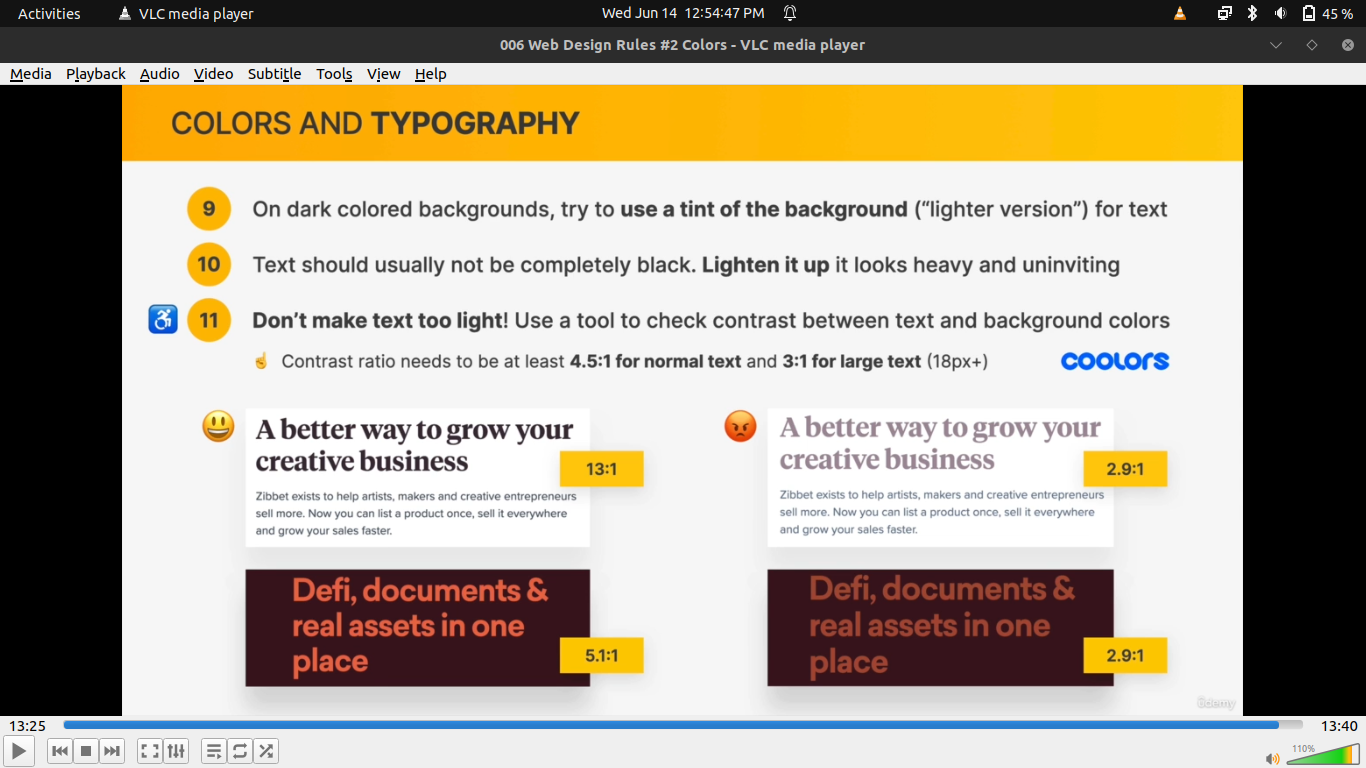 Activities VLC media player Wed Jun 14 12:54:47 PM 45 %
006 Web Design Rules #2 Colors - VLC media player
Media Playback Audio Video Subtitle Tools View Help
COLORS AND TYPOGRAPHY
9 On dark colored backgrounds, try to use a tint of the background (“lighter version”) for text
10 Text should usually not be completely black. Lighten it up it looks heavy and uninviting
11 Don’t make text too light! Use a tool to check contrast between text and background colors
Contrast ratio needs to be at least 4.5:1 for normal text and 3:1 for large text (18px+) coolors
A better way to grow your
creative business
13:1
Zibbet exists to help artists, makers and creative entrepreneurs
sell more. Now you can list a product once, sell it everywhere
and grow your sales faster.
A better way to grow your
creative business
2.9:1
Zibbet exists to help artists, makers and creative entrepreneurs
sell more. Now you can list a product once, sell it everywhere
and grow your sales faster.
Defi, documents &
real assets in one
place
5.1:1
Defi, documents &
real assets in one
place
2.9:1
ûdemy
13:25 13:40
110%